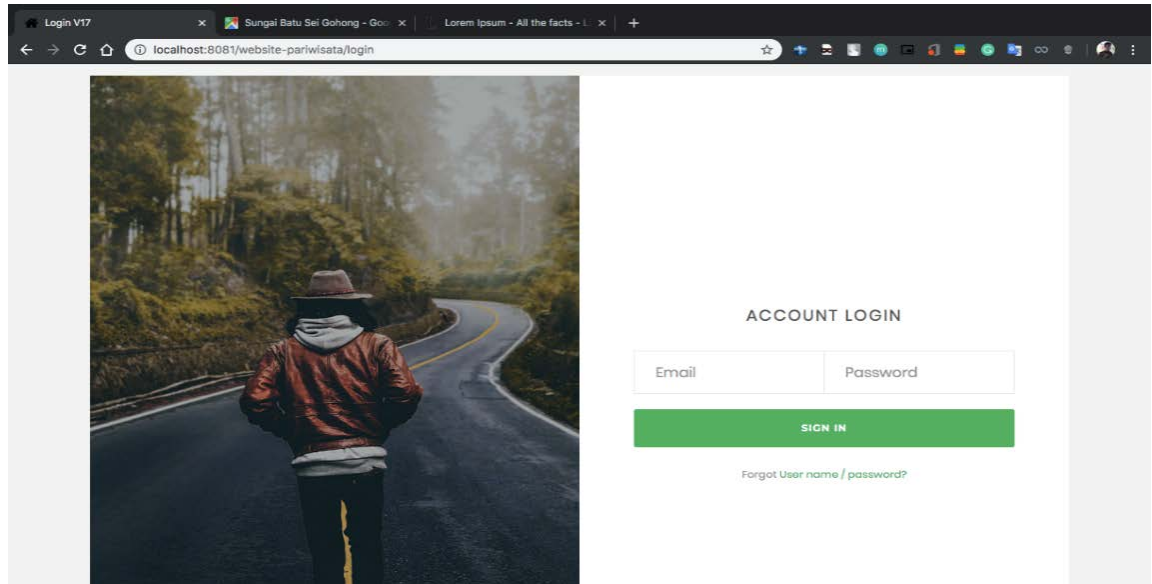 Login V17
Sungai Batu Sei Gohong - Goo
Lorem Ipsum - All the facts - L
localhost:8081/website-pariwisata/login
ACCOUNT LOGIN
Email Password
SIGN IN
Forgot User name / password?